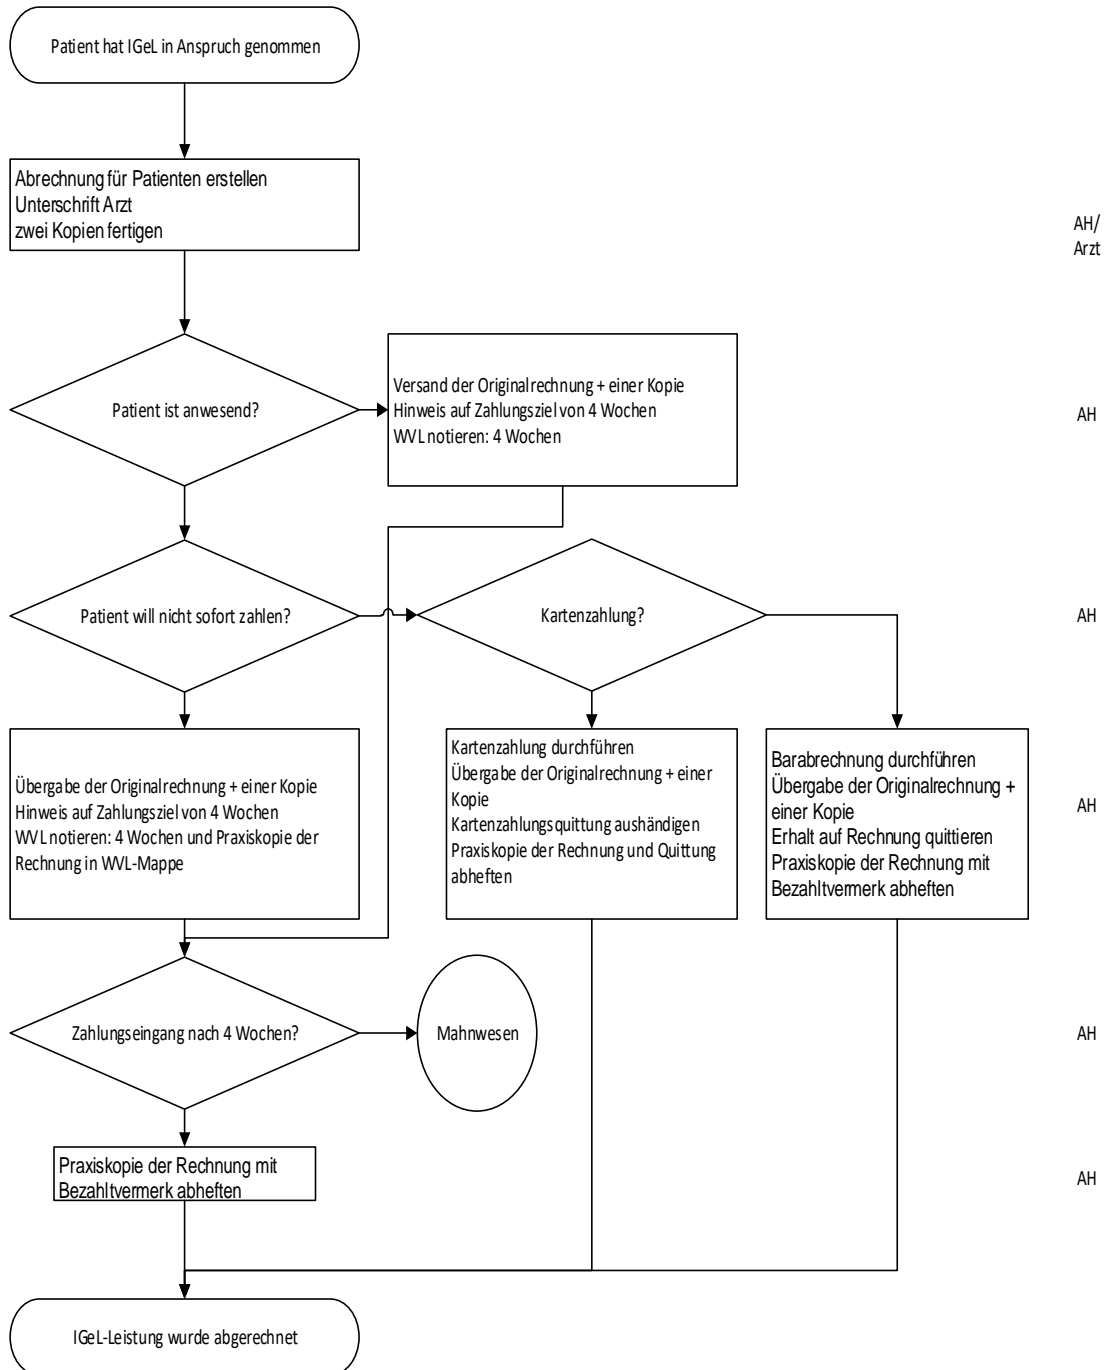 Patient hat IGeL in Anspruch genommen
Abrechnung für Patienten erstellen
Unterschrift Arzt
zwei Kopien fertigen
AH/
Arzt
Patient ist anwesend?
Versand der Originalrechnung + einer Kopie
Hinweis auf Zahlungsziel von 4 Wochen
WVL notieren: 4 Wochen
AH
Patient will nicht sofort zahlen?
Kartenzahlung?
AH
Übergabe der Originalrechnung + einer Kopie
Hinweis auf Zahlungsziel von 4 Wochen
WVL notieren: 4 Wochen und Praxiskopie der
Rechnung in WVL-Mappe
Kartenzahlung durchführen
Übergabe der Originalrechnung + einer
Kopie
Kartenzahlungsquittung aushändigen
Praxiskopie der Rechnung und Quittung
abheften
Barabrechnung durchführen
Übergabe der Originalrechnung +
einer Kopie
Erhalt auf Rechnung quittieren
Praxiskopie der Rechnung mit
Bezahltvermerk abheften
AH
Zahlungseingang nach 4 Wochen?
Mahnwesen
AH
Praxiskopie der Rechnung mit
Bezahltvermerk abheften
AH
IGeL-Leistung wurde abgerechnet